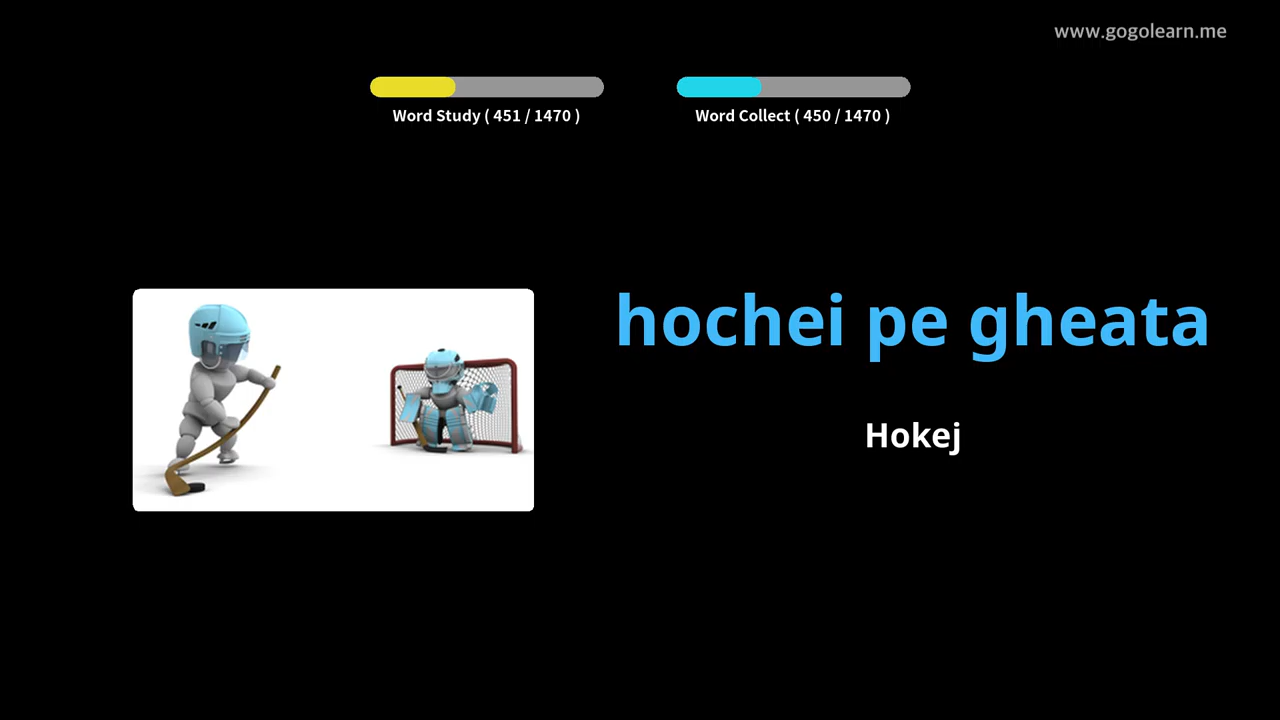 www.gogolearn.me
Word Study ( 451 / 1470 )
Word Collect ( 450 / 1470 )
hochei pe gheata
Hokej